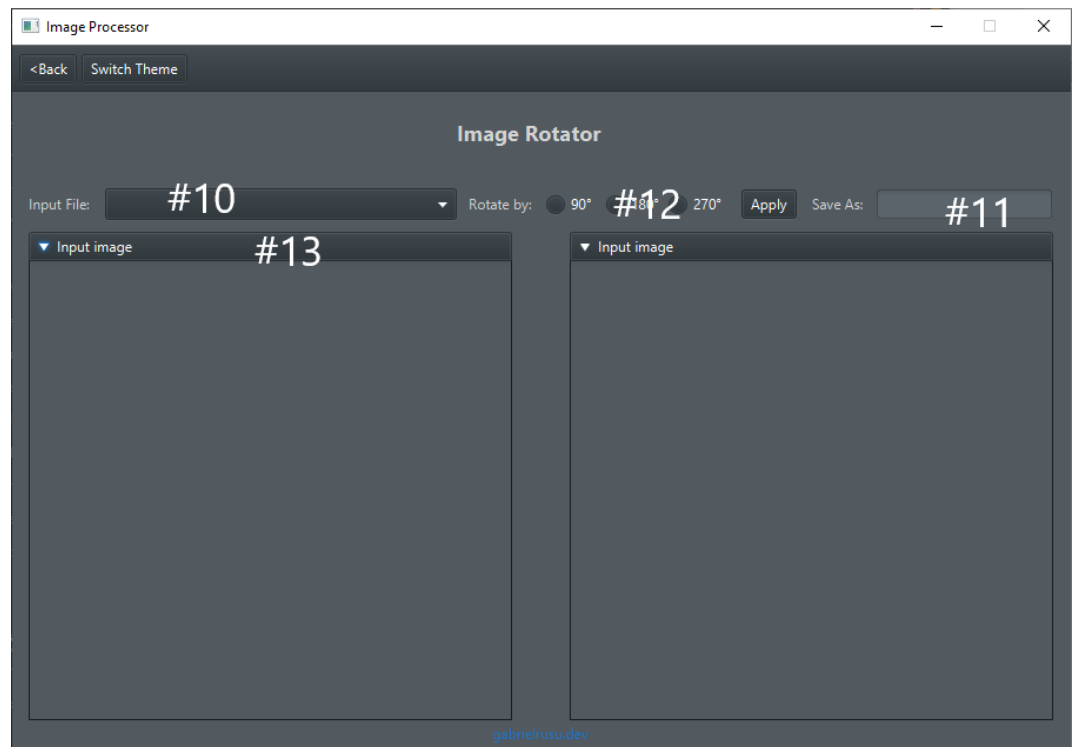 Image Processor
<Back Switch Theme
Image Rotator
Input File: #10 Rotate by: 90° 180° #12 270° Apply Save As: #11
Input image #13 Input image
gabrielrusu.dev